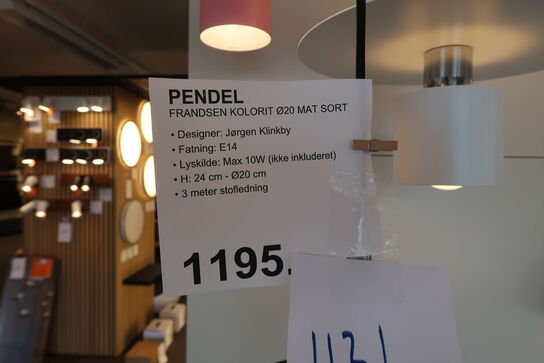 PENDEL
FRANDSEN KOLORIT Ø20 MAT SORT
• Designer: Jørgen Klinkby
• Fatning: E14
• Lyskilde: Max 10W (ikke inkluderet)
• H: 24 cm - Ø20 cm
• 3 meter stofledning
1195.